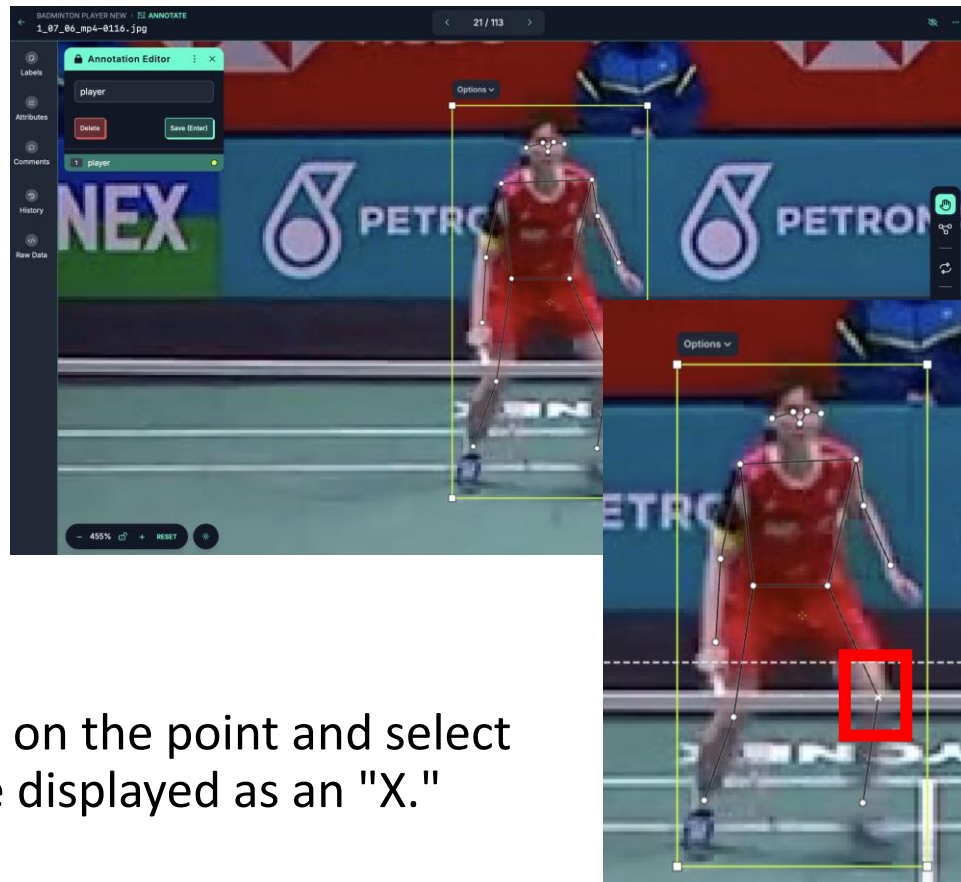 BADMINTON PLAYER NEW > ANNOTATE
1_07_06_mp4-0116.jpg
21 / 113
Labels
Attributes
Comments
History
Raw Data
Annotation Editor
player
Delete
Save (Enter)
1 player
Options
NEX
PETRO
PETRON
455%
RESET
Options
ETRO
on the point and select
displayed as an "X."